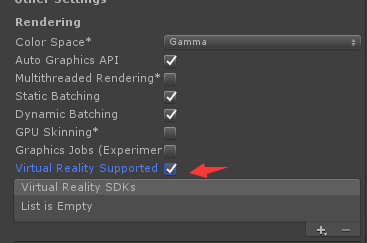 Other Settings
Rendering
Color Space* Gamma
Auto Graphics API
Multithreaded Rendering*
Static Batching
Dynamic Batching
GPU Skinning*
Graphics Jobs (Experimen
Virtual Reality Supported
Virtual Reality SDKs
List is Empty